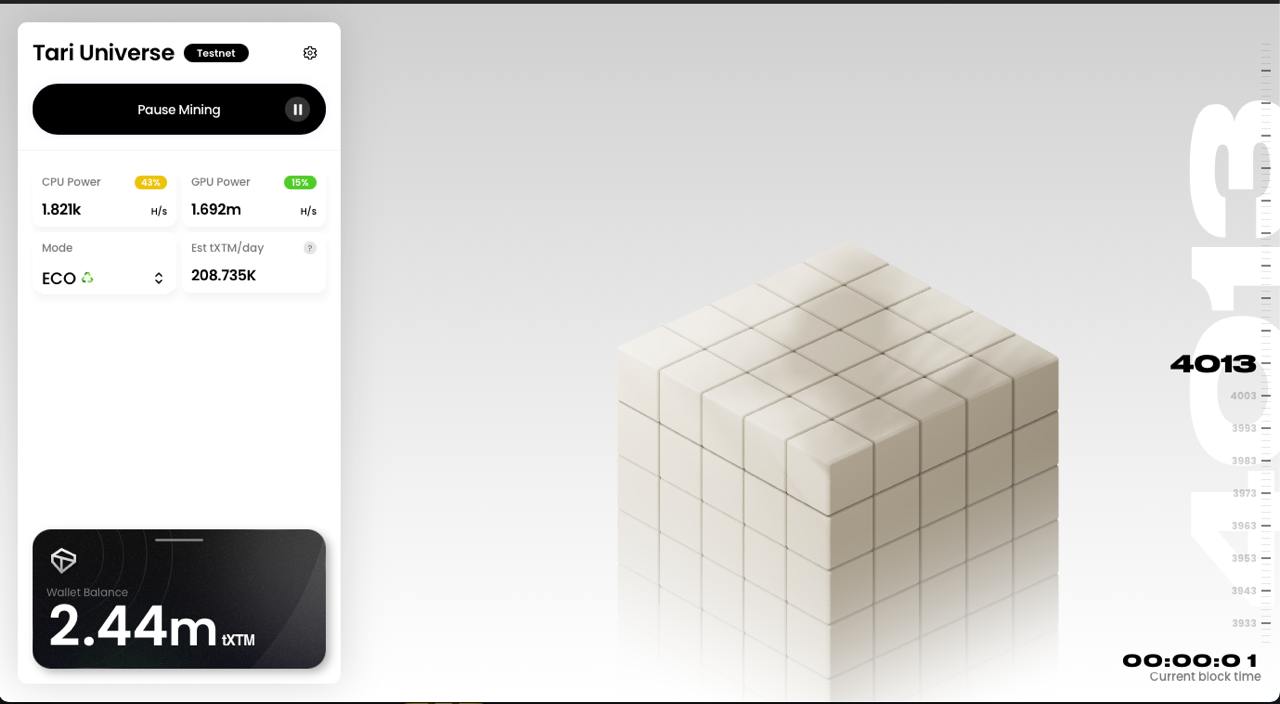 Tari Universe Testnet
Pause Mining
CPU Power 43%
1.821k H/s
GPU Power 15%
1.692m H/s
Mode
ECO
Est tXTM/day ?
208.735K
Wallet Balance
2.44m tXTM
4013
4013
4003
3993
3983
3973
3963
3953
3943
3933
00:00:01
Current block time